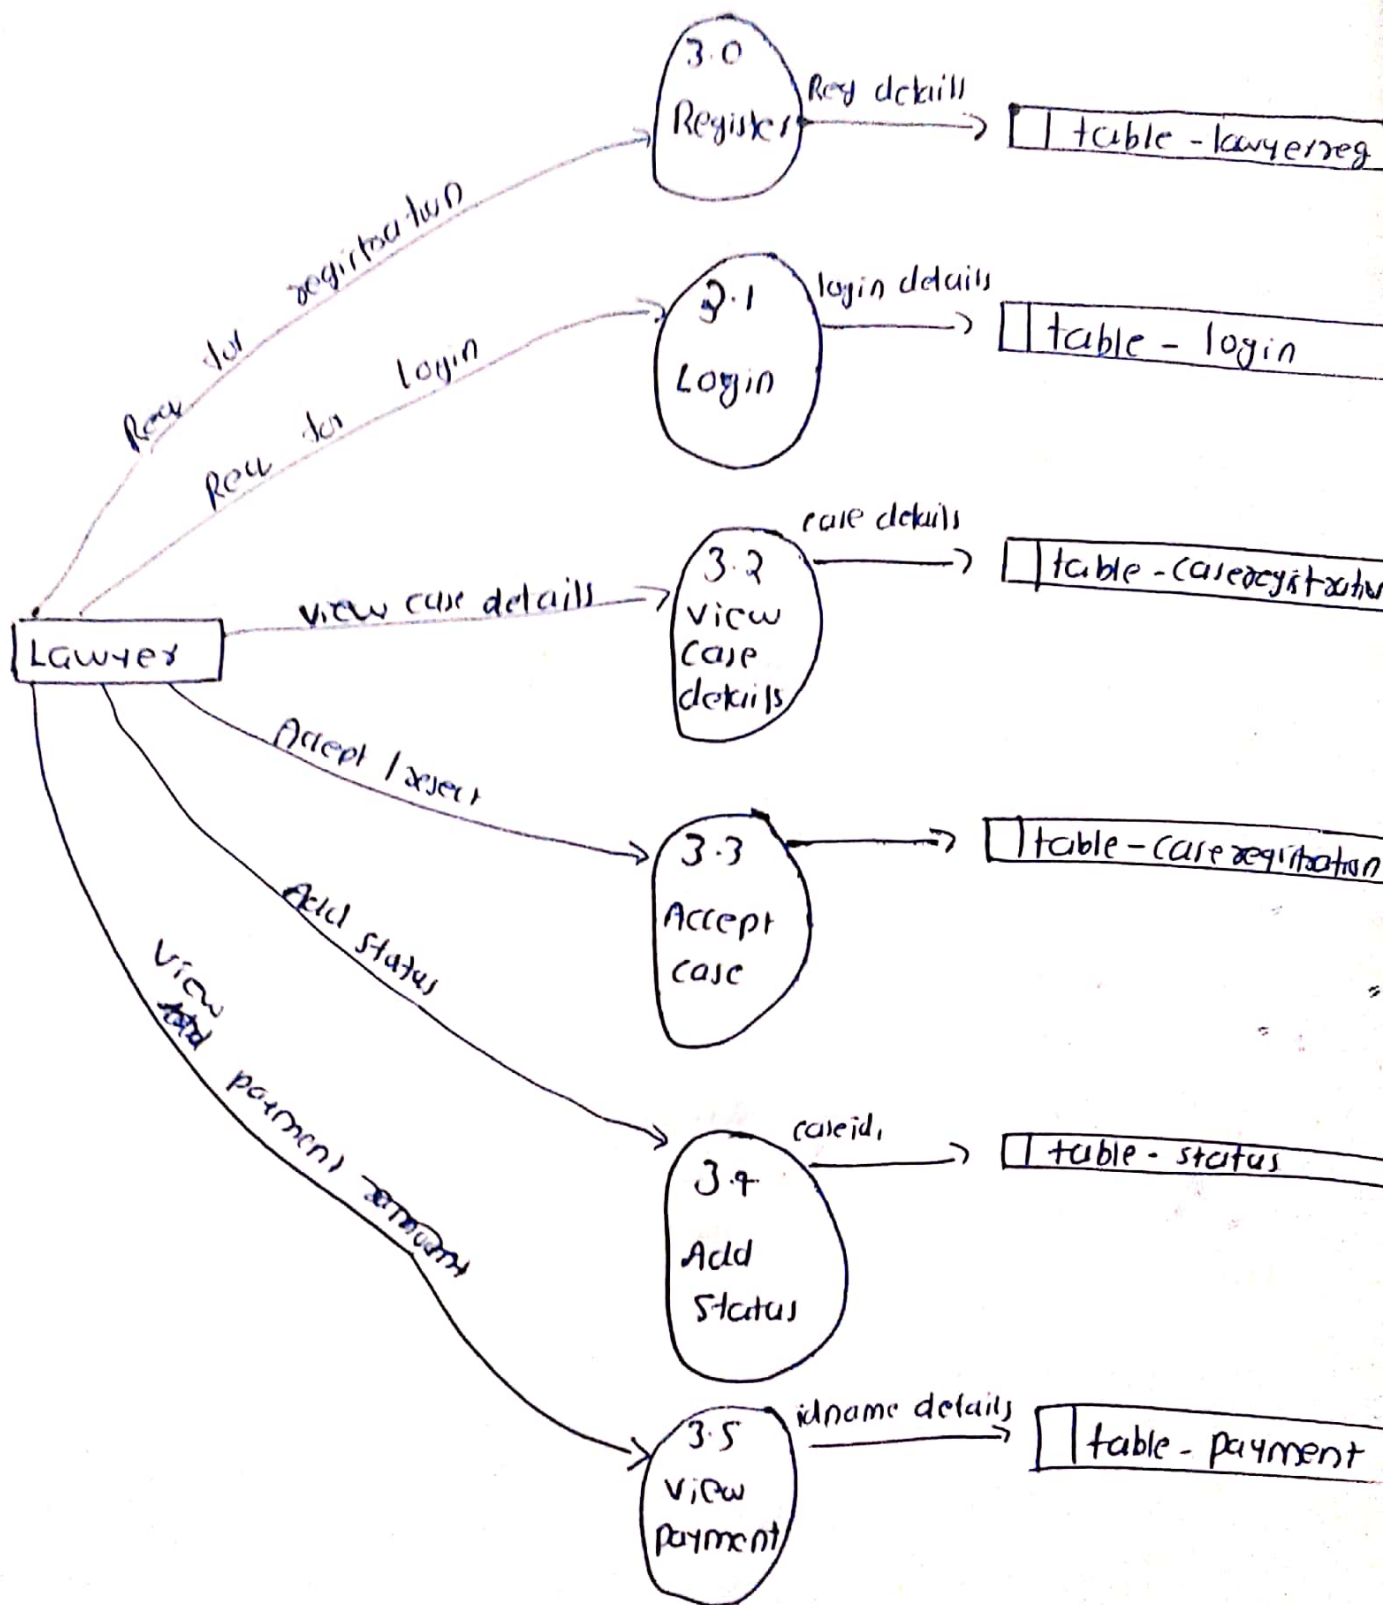 3.0
Register
Reg details
table - lawyerreg
Req for registration
3.1
Login
login details
table - login
Req for login
3.2
view
case
details
case details
table - caseregistration
view case details
Lawyer
Accept / reject
3.3
Accept
case
table - caseregistration
Add status
3.4
Add
status
caseid,
table - status
view
payment
3.5
view
payment
idname details
table - payment